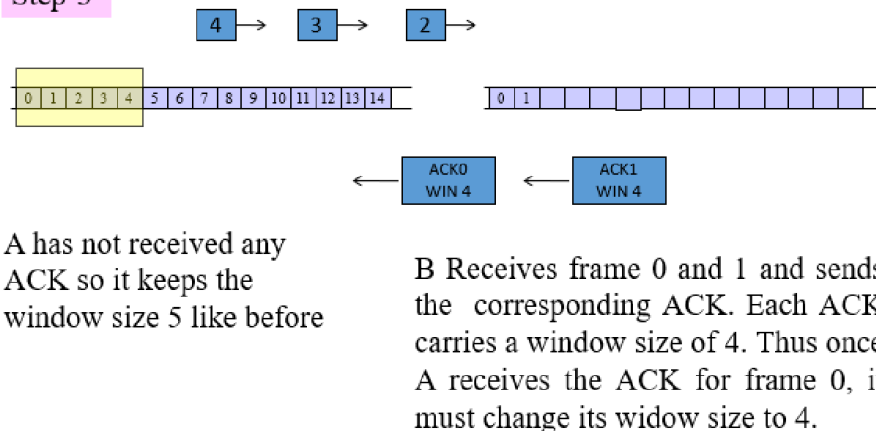 Step 3
4 3 2
0 1 2 3 4 5 6 7 8 9 10 11 12 13 14
0 1
ACK0
WIN 4
ACK1
WIN 4
A has not received any
ACK so it keeps the
window size 5 like before
B Receives frame 0 and 1 and sends
the corresponding ACK. Each ACK
carries a window size of 4. Thus once
A receives the ACK for frame 0, i
must change its widow size to 4.